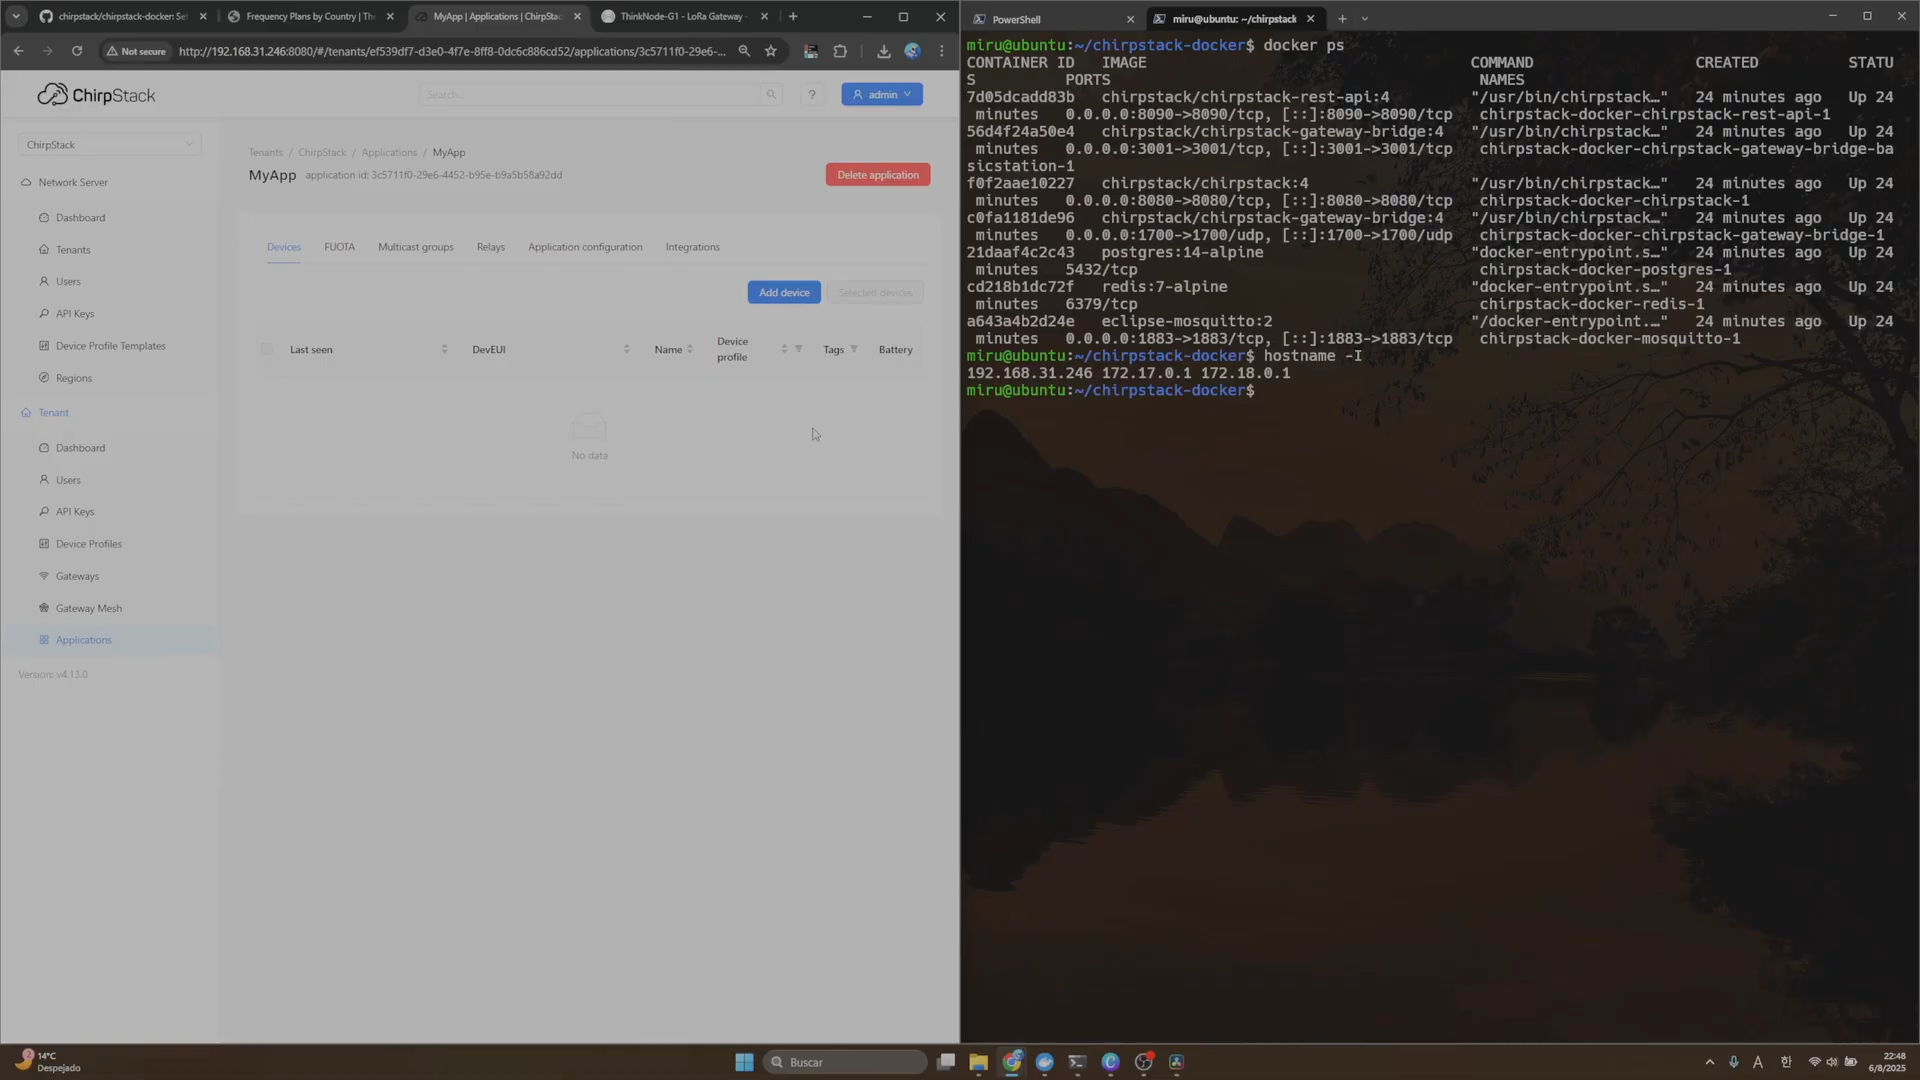 chirpstack/chirpstack-docker: Se
Frequency Plans by Country | The
MyApp | Applications | ChirpSta
ThinkNode-G1 - LoRa Gateway -
Not secure
http://192.168.31.246:8080/#/tenants/ef539df7-d3e0-4f7e-8ff8-0dc6c886cd52/applications/3c5711f0-29e6-...
ChirpStack
Search...
?
admin
ChirpStack
Network Server
Dashboard
Tenants
Users
API Keys
Device Profile Templates
Regions
Tenant
Dashboard
Users
API Keys
Device Profiles
Gateways
Gateway Mesh
Applications
Version: v4.13.0
Tenants / ChirpStack / Applications / MyApp
MyApp application id: 3c5711f0-29e6-4452-b95e-b9a5b58a92dd
Delete application
Devices FUOTA Multicast groups Relays Application configuration Integrations
Add device
Selected devices
Last seen DevEUI Name Device profile Tags Battery
No data
PowerShell
miru@ubuntu: ~/chirpstack
miru@ubuntu:~/chirpstack-docker$ docker ps
CONTAINER ID IMAGE COMMAND CREATED STATU
S PORTS NAMES
7d05dcadd83b chirpstack/chirpstack-rest-api:4 "/usr/bin/chirpstack…" 24 minutes ago Up 24
minutes 0.0.0.0:8090->8090/tcp, [::]:8090->8090/tcp chirpstack-docker-chirpstack-rest-api-1
56d4f24a50e4 chirpstack/chirpstack-gateway-bridge:4 "/usr/bin/chirpstack…" 24 minutes ago Up 24
minutes 0.0.0.0:3001->3001/tcp, [::]:3001->3001/tcp chirpstack-docker-chirpstack-gateway-bridge-ba
sicstation-1
f0f2aae10227 chirpstack/chirpstack:4 "/usr/bin/chirpstack…" 24 minutes ago Up 24
minutes 0.0.0.0:8080->8080/tcp, [::]:8080->8080/tcp chirpstack-docker-chirpstack-1
c0fa1181de96 chirpstack/chirpstack-gateway-bridge:4 "/usr/bin/chirpstack…" 24 minutes ago Up 24
minutes 0.0.0.0:1700->1700/udp, [::]:1700->1700/udp chirpstack-docker-chirpstack-gateway-bridge-1
21daaf4c2c43 postgres:14-alpine "docker-entrypoint.s…" 24 minutes ago Up 24
minutes 5432/tcp chirpstack-docker-postgres-1
cd218b1dc72f redis:7-alpine "docker-entrypoint.s…" 24 minutes ago Up 24
minutes 6379/tcp chirpstack-docker-redis-1
a643a4b2d24e eclipse-mosquitto:2 "/docker-entrypoint.…" 24 minutes ago Up 24
minutes 0.0.0.0:1883->1883/tcp, [::]:1883->1883/tcp chirpstack-docker-mosquitto-1
miru@ubuntu:~/chirpstack-docker$ hostname -I
192.168.31.246 172.17.0.1 172.18.0.1
miru@ubuntu:~/chirpstack-docker$
14°C
Despejado
Buscar
A
한
22:48
6/8/2025